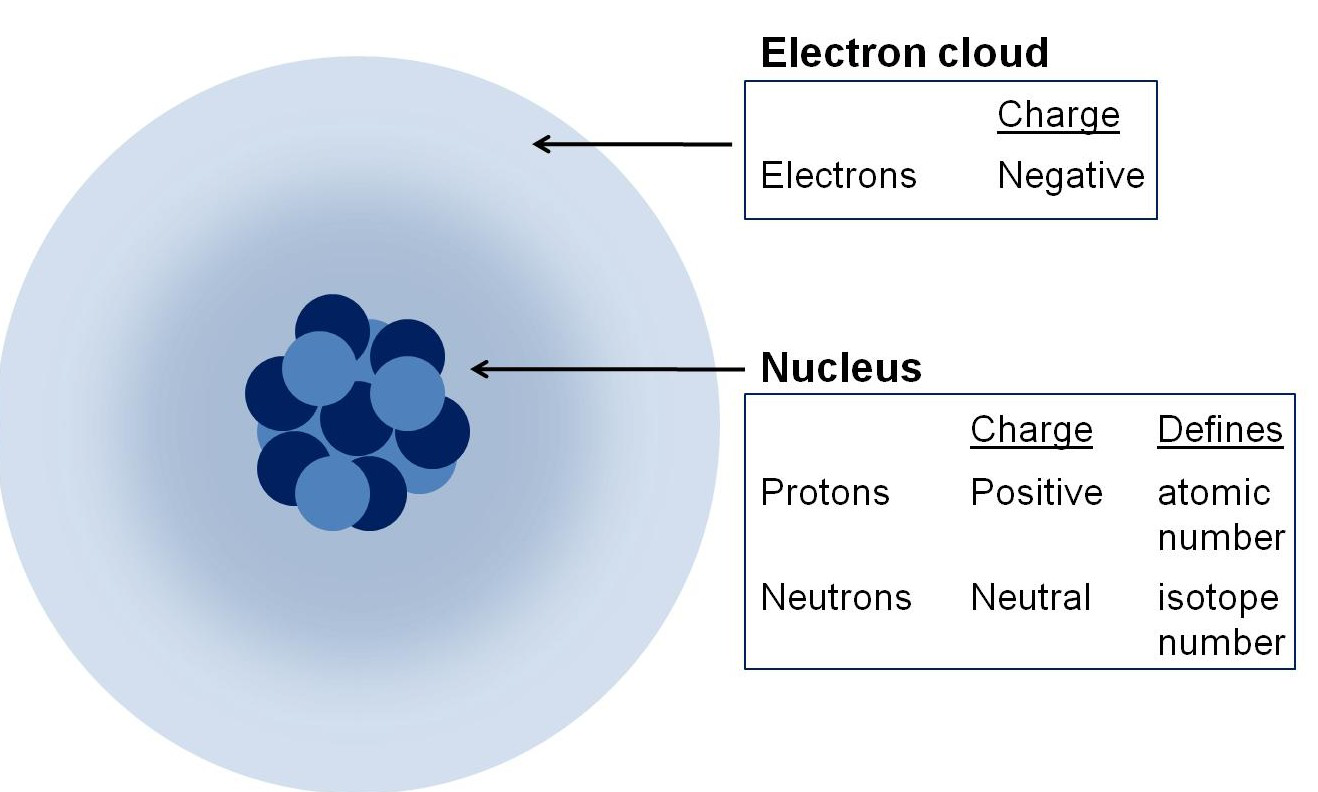 Electron cloud
Charge
Electrons Negative
Nucleus
Charge Defines
Protons Positive atomic
number
Neutrons Neutral isotope
number